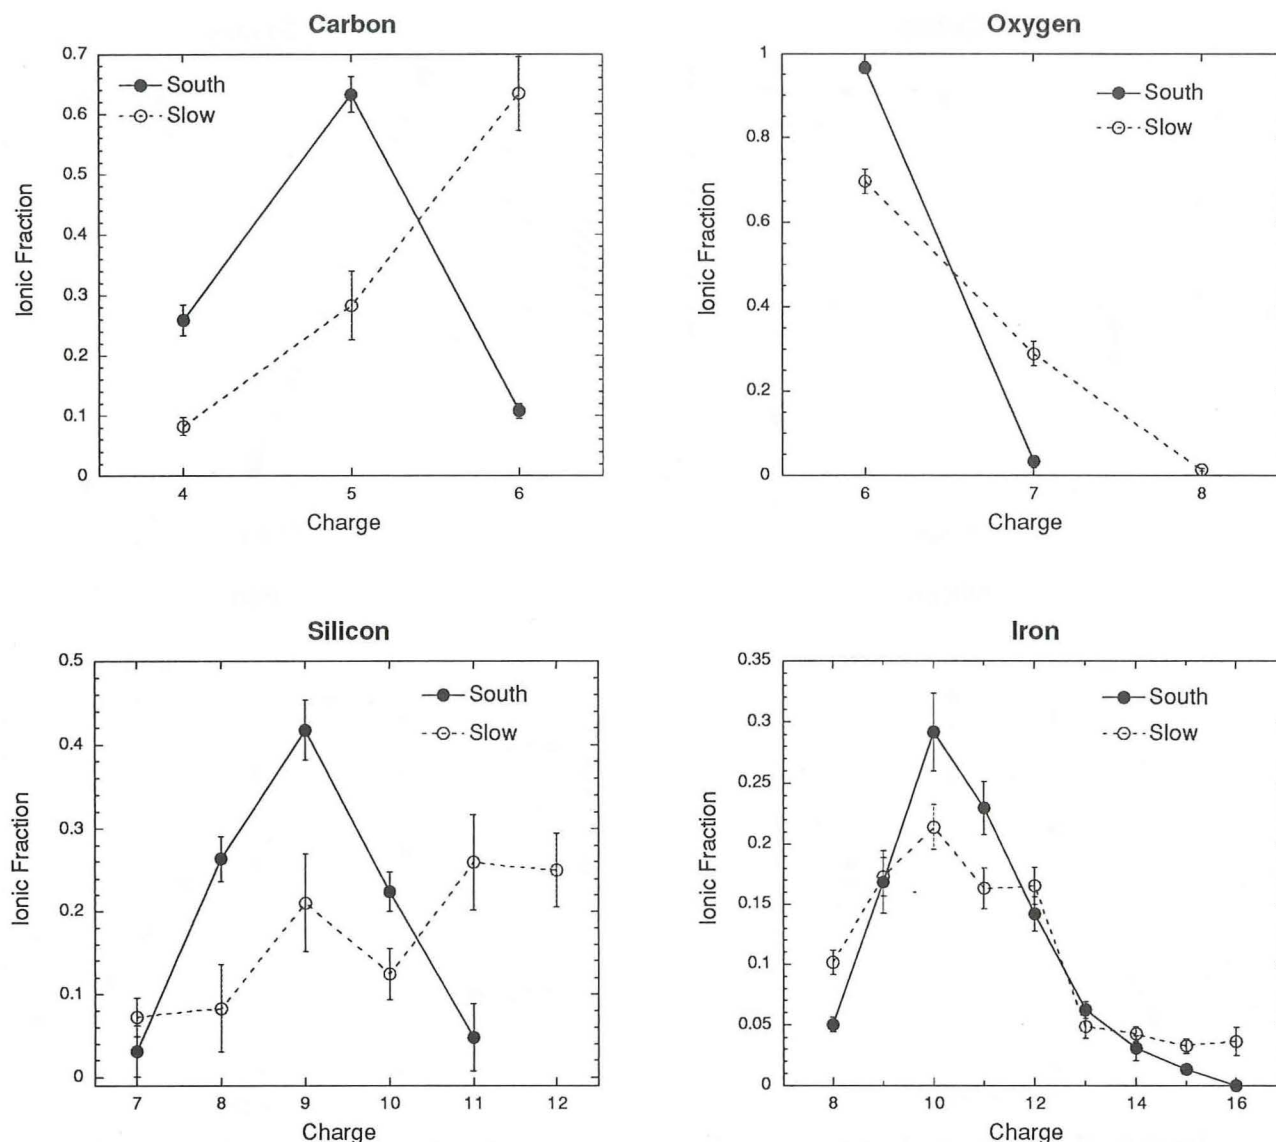 Carbon
0.7
0.6
0.5
0.4
0.3
0.2
0.1
0
Ionic Fraction
South
Slow
4 5 6
Charge
Oxygen
1
0.8
0.6
0.4
0.2
0
Ionic Fraction
South
Slow
6 7 8
Charge
Silicon
0.5
0.4
0.3
0.2
0.1
0
Ionic Fraction
South
Slow
7 8 9 10 11 12
Charge
Iron
0.35
0.3
0.25
0.2
0.15
0.1
0.05
0
Ionic Fraction
South
Slow
8 10 12 14 16
Charge